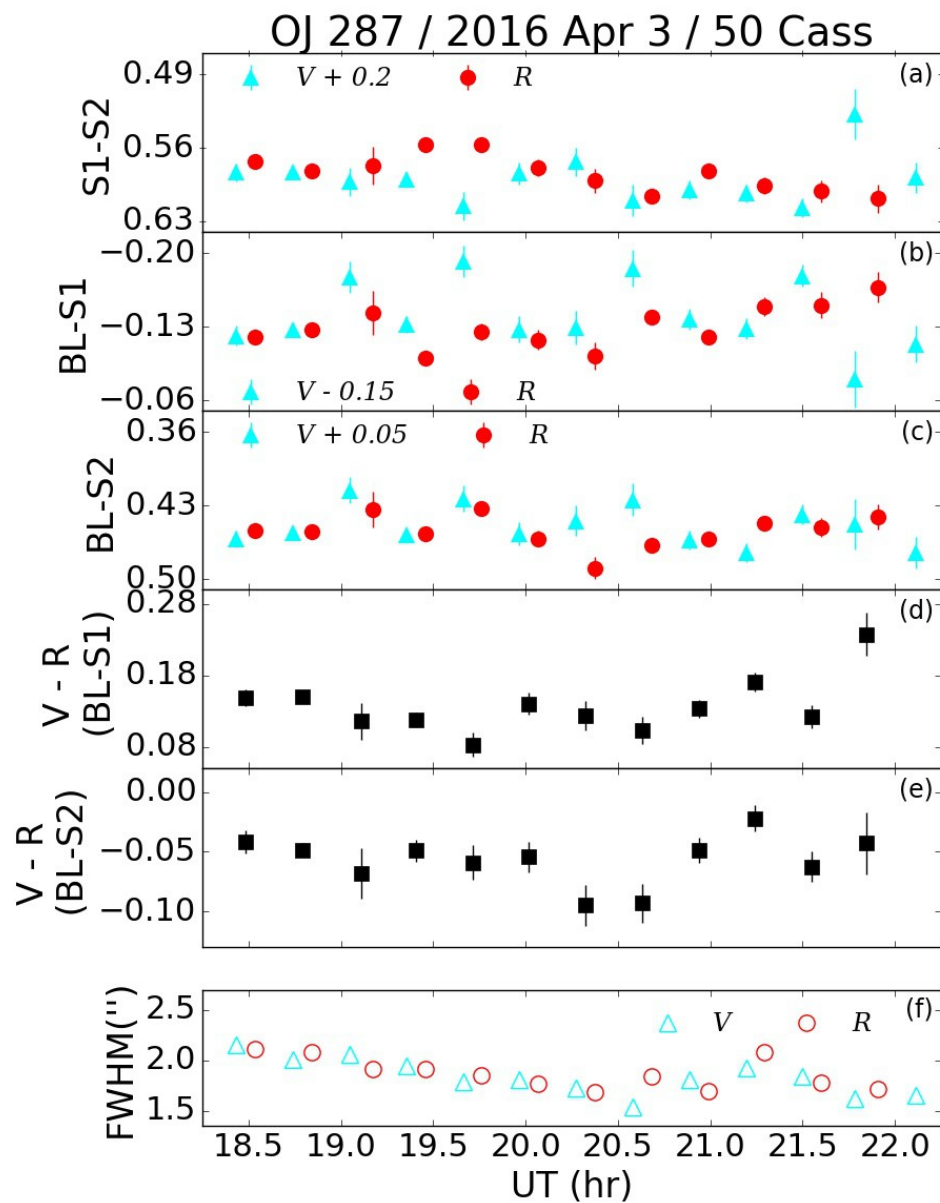 OJ 287 / 2016 Apr 3 / 50 Cass
(a)
V + 0.2 R
S1-S2
0.49
0.56
0.63
(b)
BL-S1
−0.20
−0.13
−0.06
V - 0.15 R
(c)
V + 0.05 R
BL-S2
0.36
0.43
0.50
(d)
V - R
(BL-S1)
0.28
0.18
0.08
(e)
V - R
(BL-S2)
0.00
−0.05
−0.10
(f)
V R
FWHM('')
2.5
2.0
1.5
18.5 19.0 19.5 20.0 20.5 21.0 21.5 22.0
UT (hr)